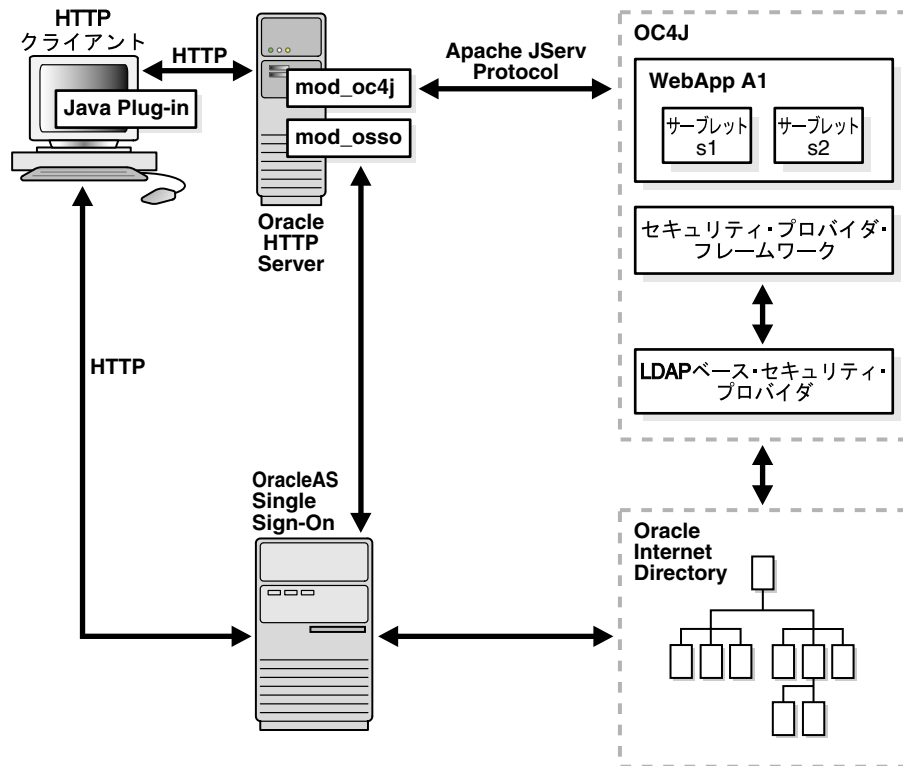 HTTP
クライアント
Java Plug-in
HTTP
mod_oc4j
mod_osso
Oracle
HTTP
Server
Apache JServ
Protocol
OC4J
WebApp A1
サーブレット
s1
サーブレット
s2
セキュリティ・プロバイダ・
フレームワーク
LDAPベース・セキュリティ・
プロバイダ
HTTP
OracleAS
Single
Sign-On
Oracle
Internet
Directory